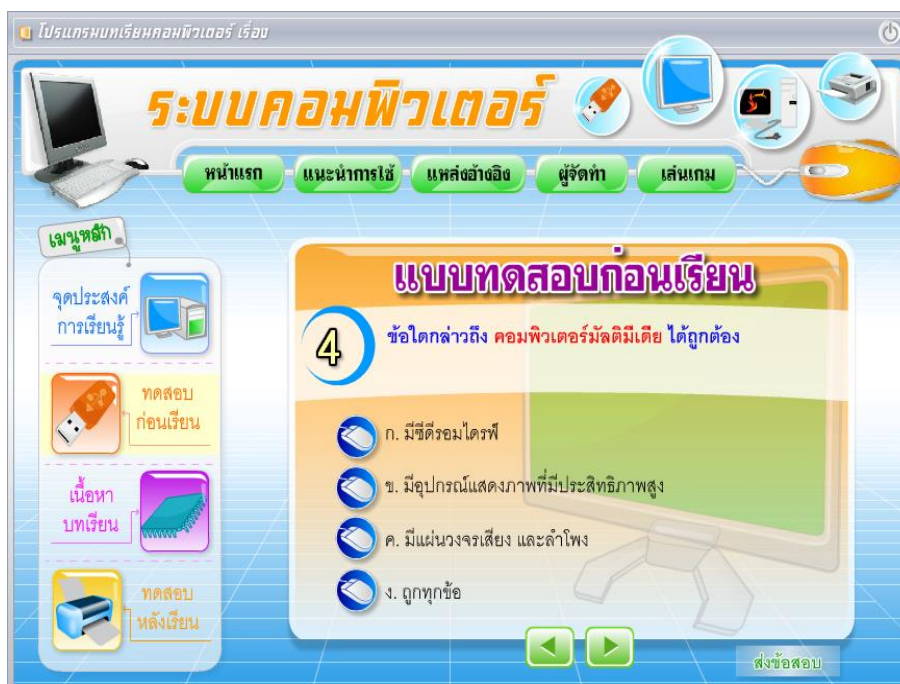 โปรแกรมบทเรียนคอมพิวเตอร์ เรื่อง
ระบบคอมพิวเตอร์
หน้าแรก
แนะนำการใช้
แหล่งอ้างอิง
ผู้จัดทำ
เล่นเกม
เมนูหลัก
จุดประสงค์
การเรียนรู้
ทดสอบ
ก่อนเรียน
เนื้อหา
บทเรียน
ทดสอบ
หลังเรียน
แบบทดสอบก่อนเรียน
4
ข้อใดกล่าวถึง คอมพิวเตอร์มัลติมีเดีย ได้ถูกต้อง
ก. มีซีดีรอมไดรฟ์
ข. มีอุปกรณ์แสดงภาพที่มีประสิทธิภาพสูง
ค. มีแผ่นวงจรเสียง และลำโพง
ง. ถูกทุกข้อ
ส่งข้อสอบ